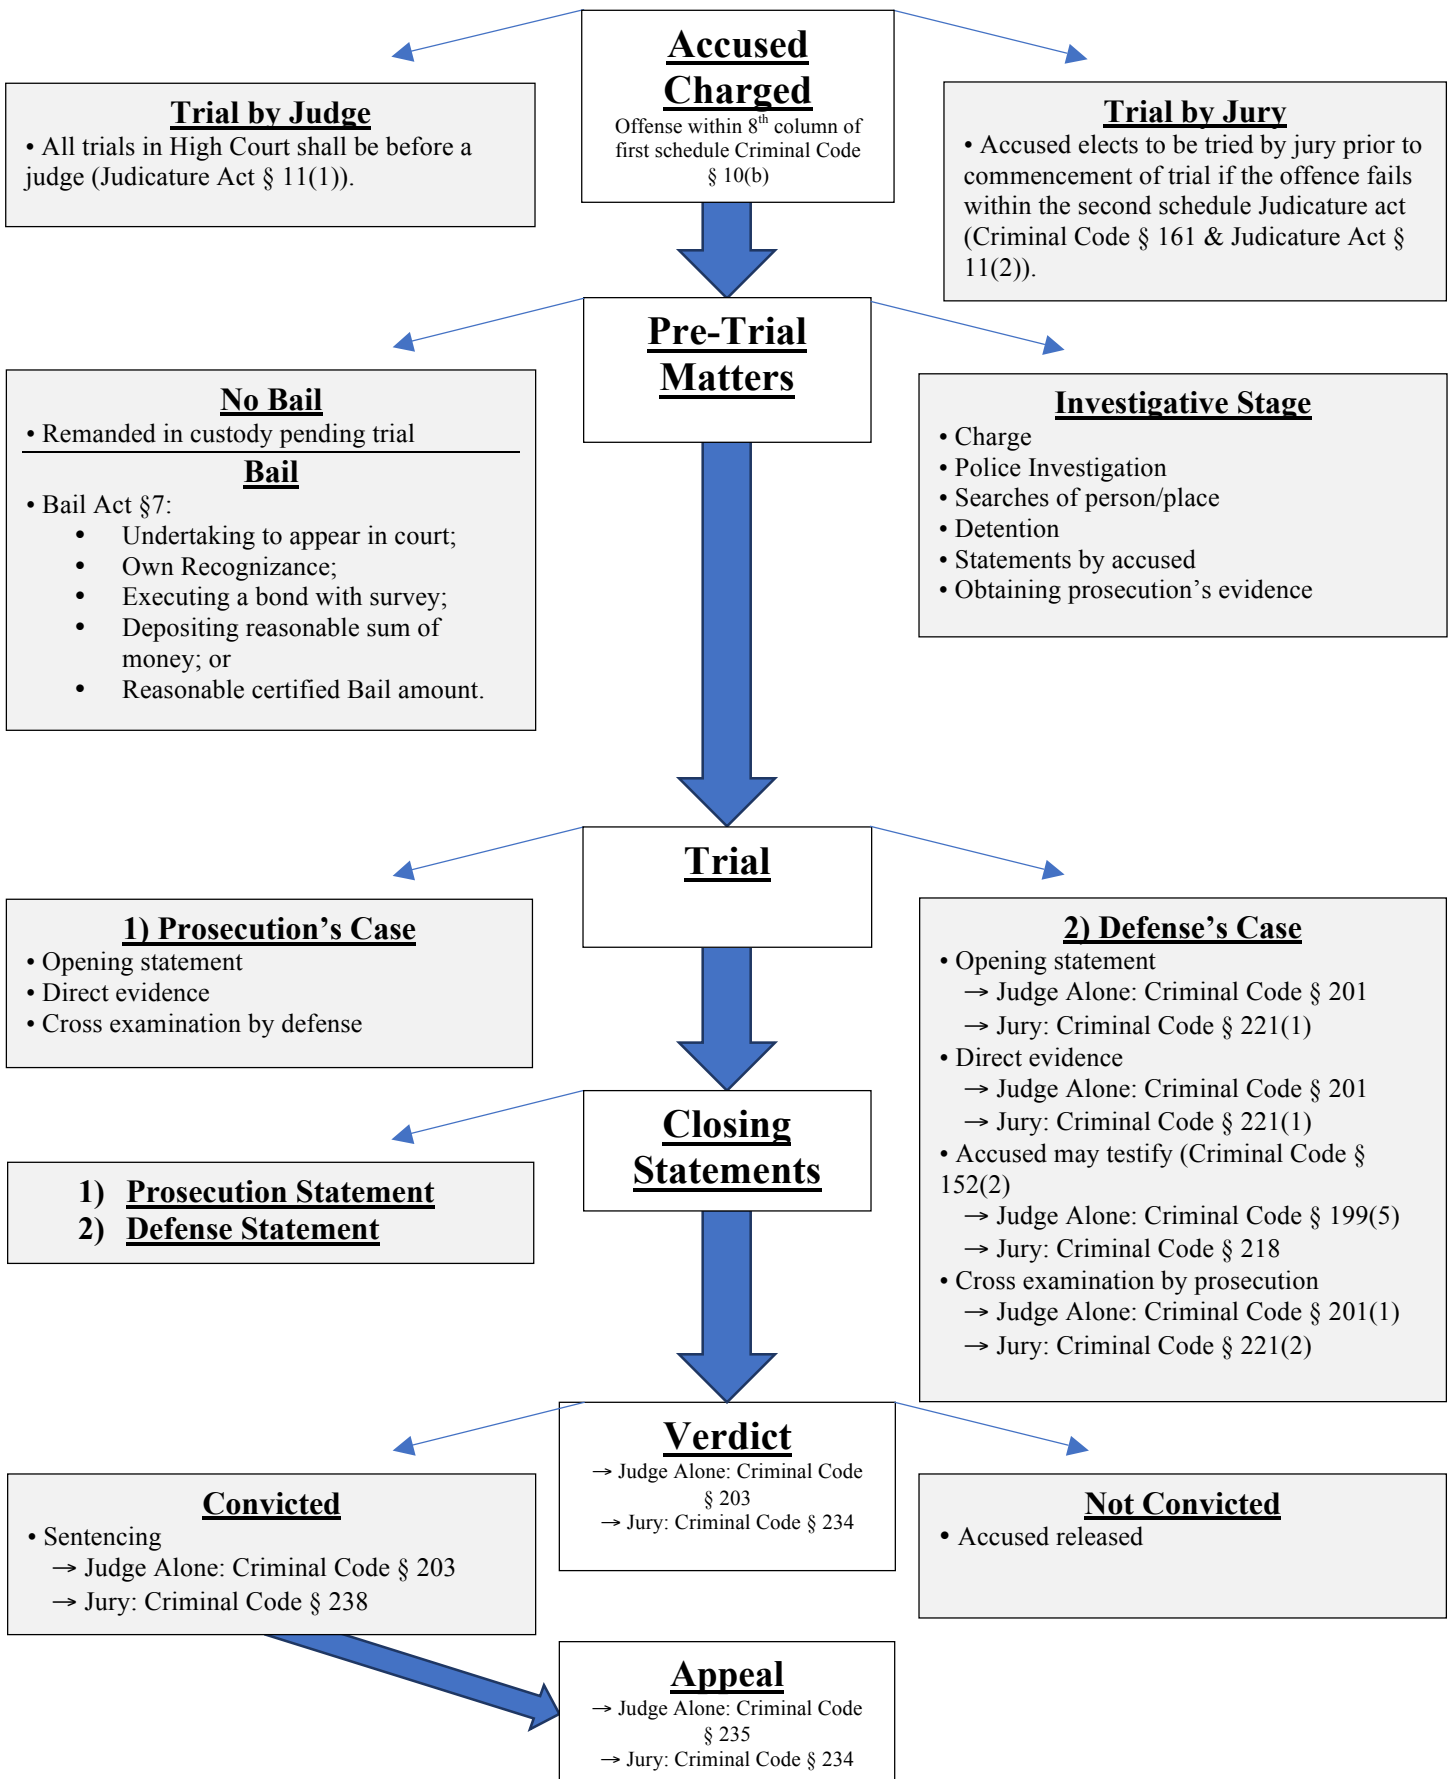 Accused
Charged
Offense within 8th column of
first schedule Criminal Code
§ 10(b)
Trial by Judge
• All trials in High Court shall be before a
judge (Judicature Act § 11(1)).
Trial by Jury
• Accused elects to be tried by jury prior to
commencement of trial if the offence fails
within the second schedule Judicature act
(Criminal Code § 161 & Judicature Act §
11(2)).
Pre-Trial
Matters
No Bail
• Remanded in custody pending trial
Bail
• Bail Act §7:
• Undertaking to appear in court;
• Own Recognizance;
• Executing a bond with survey;
• Depositing reasonable sum of
money; or
• Reasonable certified Bail amount.
Investigative Stage
• Charge
• Police Investigation
• Searches of person/place
• Detention
• Statements by accused
• Obtaining prosecution’s evidence
Trial
1) Prosecution’s Case
• Opening statement
• Direct evidence
• Cross examination by defense
2) Defense’s Case
• Opening statement
→ Judge Alone: Criminal Code § 201
→ Jury: Criminal Code § 221(1)
• Direct evidence
→ Judge Alone: Criminal Code § 201
→ Jury: Criminal Code § 221(1)
• Accused may testify (Criminal Code §
152(2)
→ Judge Alone: Criminal Code § 199(5)
→ Jury: Criminal Code § 218
• Cross examination by prosecution
→ Judge Alone: Criminal Code § 201(1)
→ Jury: Criminal Code § 221(2)
Closing
Statements
1) Prosecution Statement
2) Defense Statement
Verdict
→ Judge Alone: Criminal Code
§ 203
→ Jury: Criminal Code § 234
Convicted
• Sentencing
→ Judge Alone: Criminal Code § 203
→ Jury: Criminal Code § 238
Not Convicted
• Accused released
Appeal
→ Judge Alone: Criminal Code
§ 235
→ Jury: Criminal Code § 234